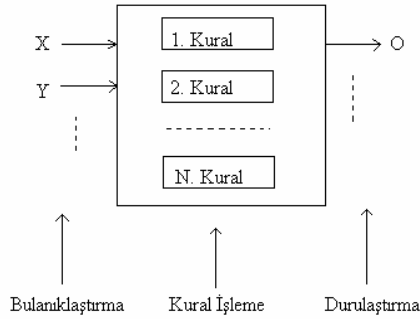 X
1. Kural
O
Y
2. Kural
N. Kural
Bulanıklaştırma
Kural İşleme
Durulaştırma